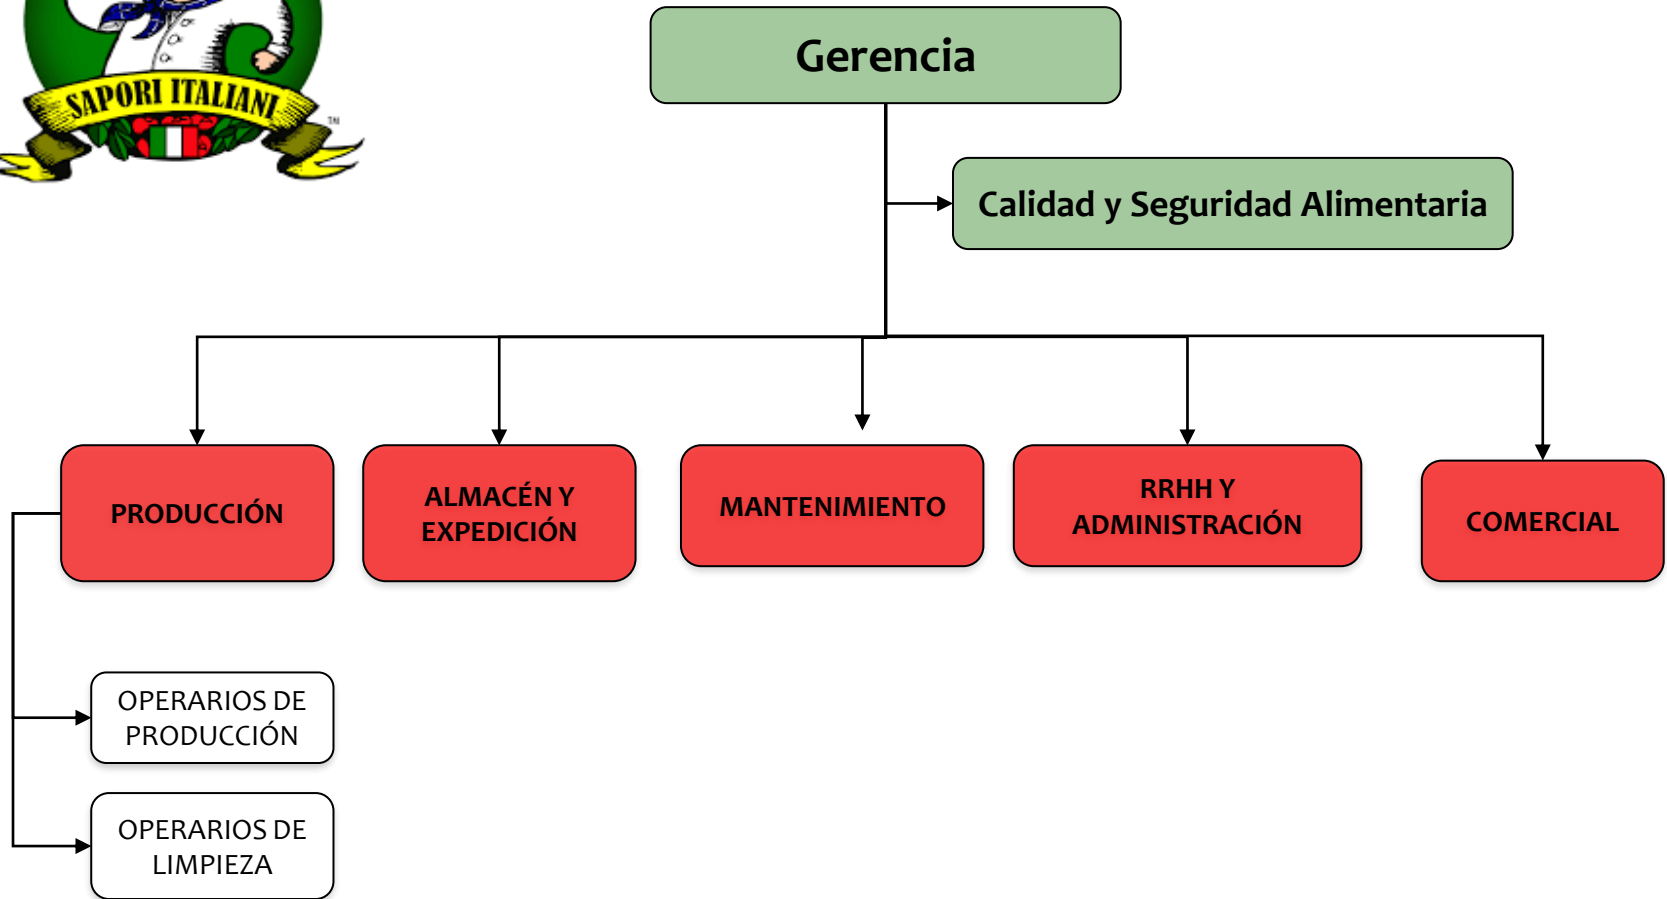 SAPORI ITALIANI
TM
Gerencia
Calidad y Seguridad Alimentaria
PRODUCCIÓN
ALMACÉN Y
EXPEDICIÓN
MANTENIMIENTO
RRHH Y
ADMINISTRACIÓN
COMERCIAL
OPERARIOS DE
PRODUCCIÓN
OPERARIOS DE
LIMPIEZA